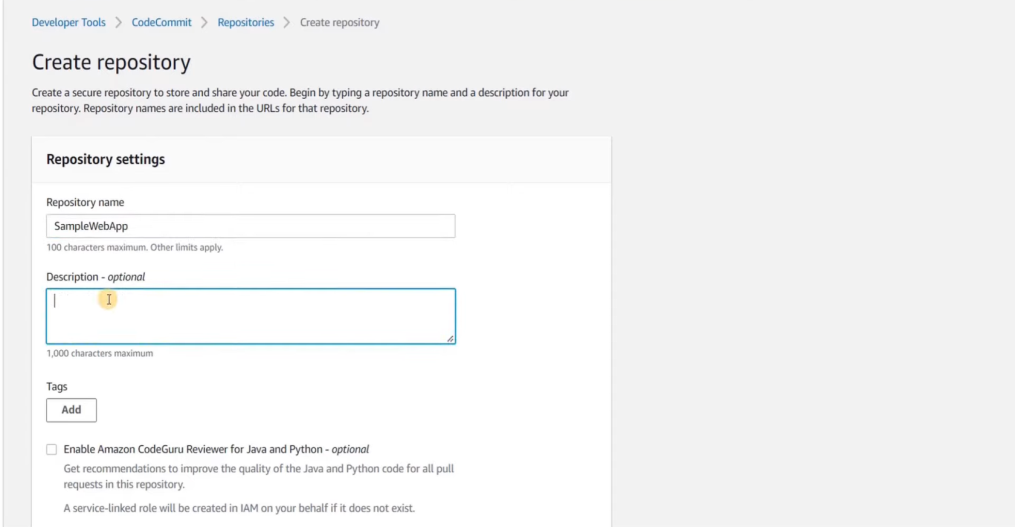 Developer Tools > CodeCommit > Repositories > Create repository
Create repository
Create a secure repository to store and share your code. Begin by typing a repository name and a description for your
repository. Repository names are included in the URLs for that repository.
Repository settings
Repository name
SampleWebApp
100 characters maximum. Other limits apply.
Description - optional
1,000 characters maximum
Tags
Add
Enable Amazon CodeGuru Reviewer for Java and Python - optional
Get recommendations to improve the quality of the Java and Python code for all pull
requests in this repository.
A service-linked role will be created in IAM on your behalf if it does not exist.